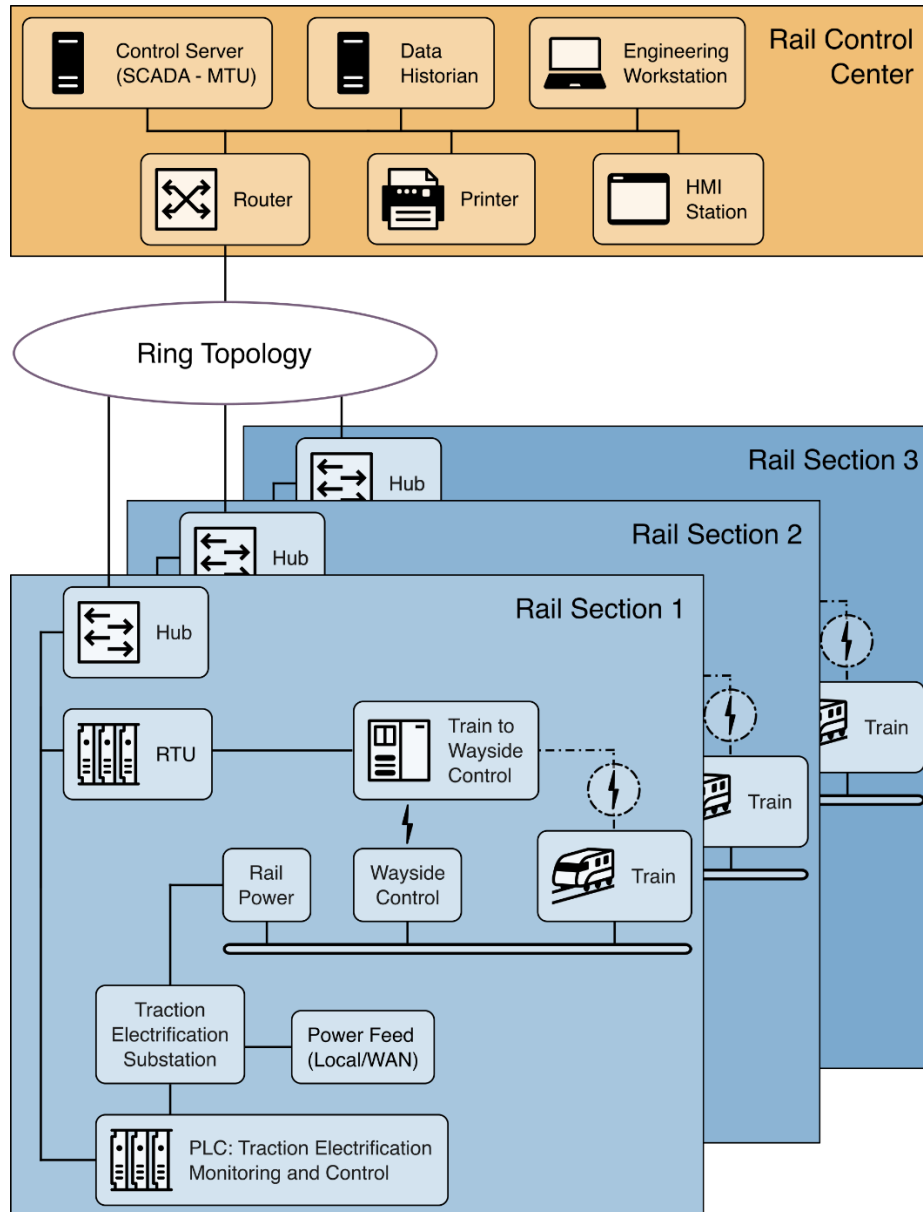 Rail Control
Center
Control Server
(SCADA - MTU)
Data
Historian
Engineering
Workstation
Router
Printer
HMI
Station
Ring Topology
Rail Section 3
Hub
Rail Section 2
Hub
Rail Section 1
Hub
RTU
Train to
Wayside
Control
Train
Train
Rail
Power
Wayside
Control
Train
Traction
Electrification
Substation
Power Feed
(Local/WAN)
PLC: Traction Electrification
Monitoring and Control